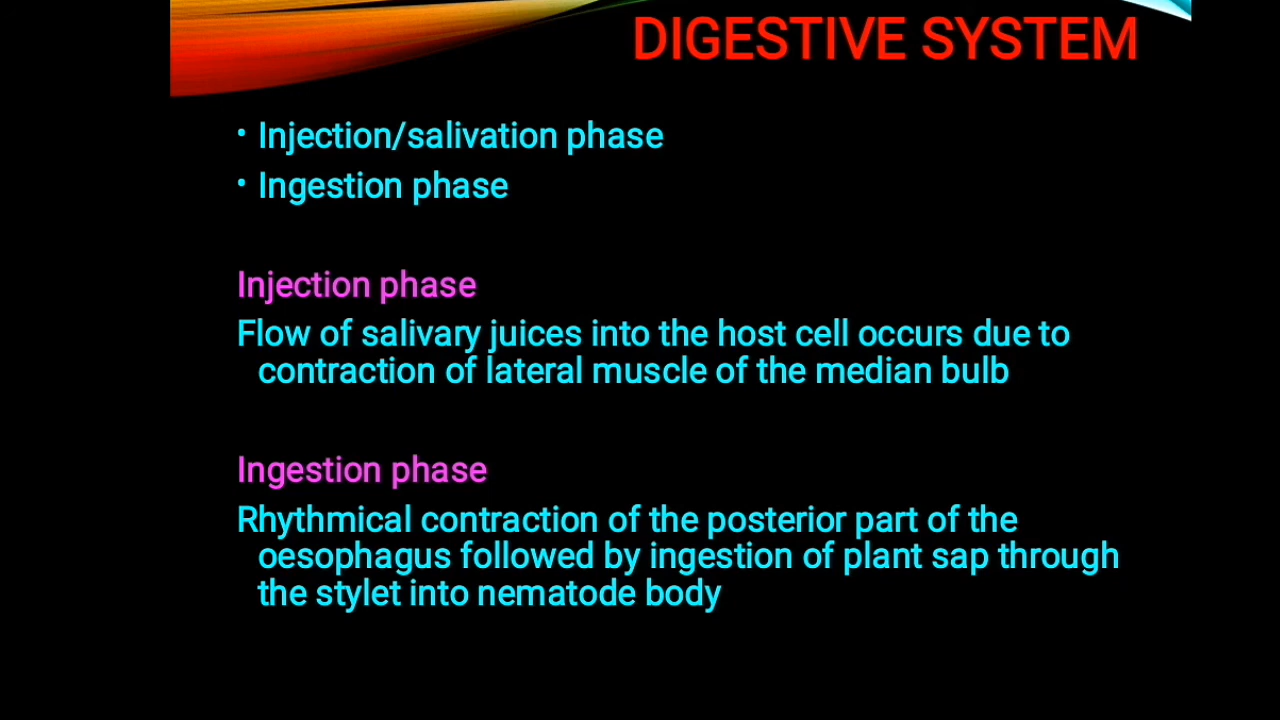 DIGESTIVE SYSTEM
• Injection/salivation phase
• Ingestion phase
Injection phase
Flow of salivary juices into the host cell occurs due to
contraction of lateral muscle of the median bulb
Ingestion phase
Rhythmical contraction of the posterior part of the
oesophagus followed by ingestion of plant sap through
the stylet into nematode body